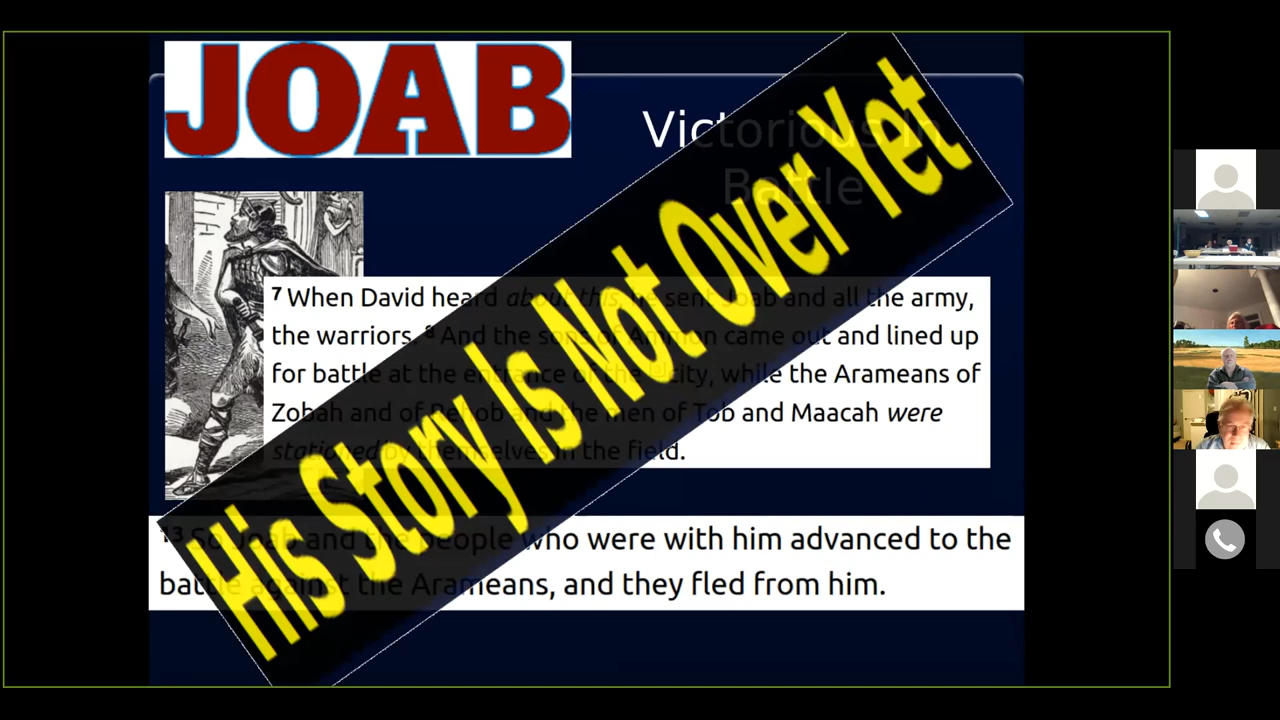 JOAB
Victorious In
Battle
His Story Is Not Over Yet
7 When David heard about this, he sent Joab and all the army,
the warriors. 8 And the sons of Ammon came out and lined up
for battle at the entrance of the city, while the Arameans of
Zobah and of Rehob and the men of Tob and Maacah were
stationed by themselves in the field.
13 So Joab and the people who were with him advanced to the
battle against the Arameans, and they fled from him.